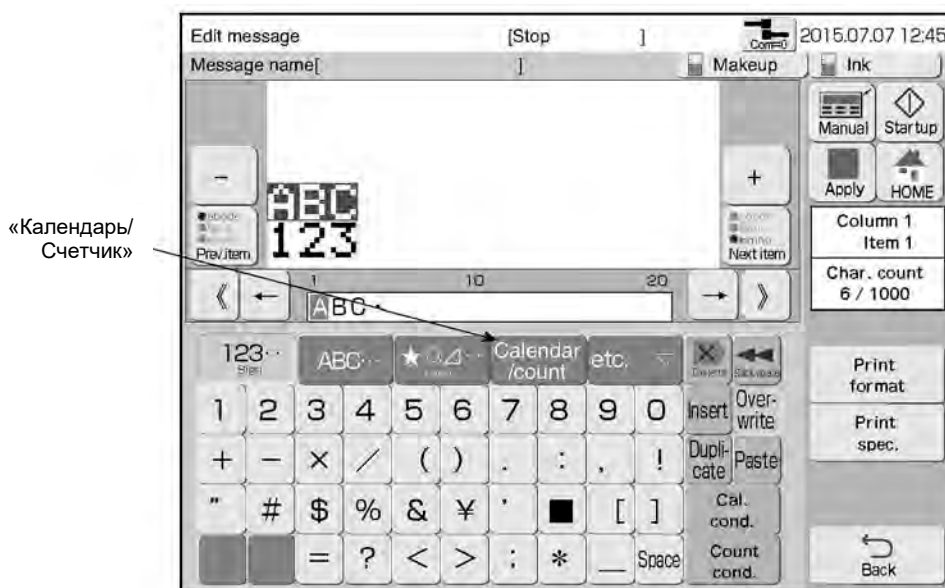 Edit message [Stop ] Com=0 2015.07.07 12:45
Message name[ ] Makeup Ink
Manual Startup
Apply HOME
- +
ABC
123
«Календарь/
Счетчик»
Prev.item Next item
Column 1
Item 1
Char. count
6 / 1000
1 10 20
《 ← ABC・ → 》
123‥ ABC‥ ★ ‥ Calendar
/count etc.
1 2 3 4 5 6 7 8 9 0 Insert Over-
write
+ - × / ( ) . : , ! Dupli-
cate Paste
" # $ % & ¥ ' ■ [ ] Cal.
cond.
= ? < > ; * _ Space Count
cond.
Print
format
Print
spec.
Back